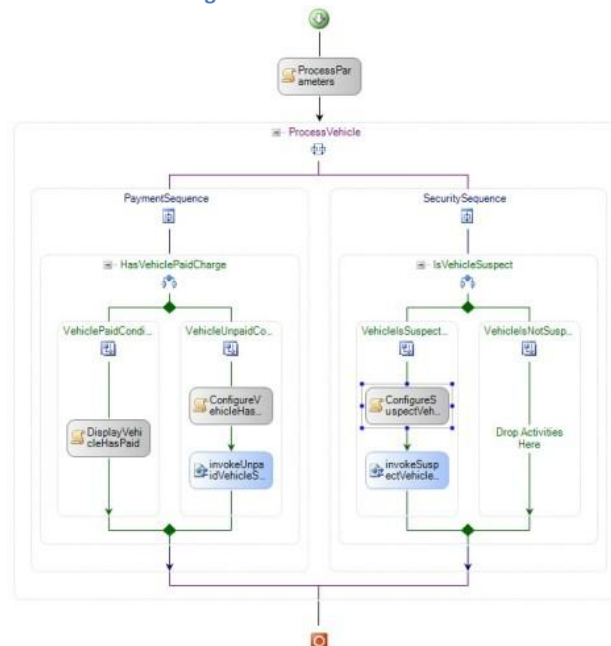 ProcessPar
ameters
ProcessVehicle
PaymentSequence
SecuritySequence
HasVehiclePaidCharge
IsVehicleSuspect
VehiclePaidCondi...
VehicleUnpaidCo...
VehicleIsSuspect...
VehicleIsNotSusp...
ConfigureV
ehicleHas...
ConfigureS
uspectVeh...
DisplayVehi
cleHasPaid
Drop Activities
Here
invokeUnpa
idVehicleS...
invokeSusp
ectVehicle...